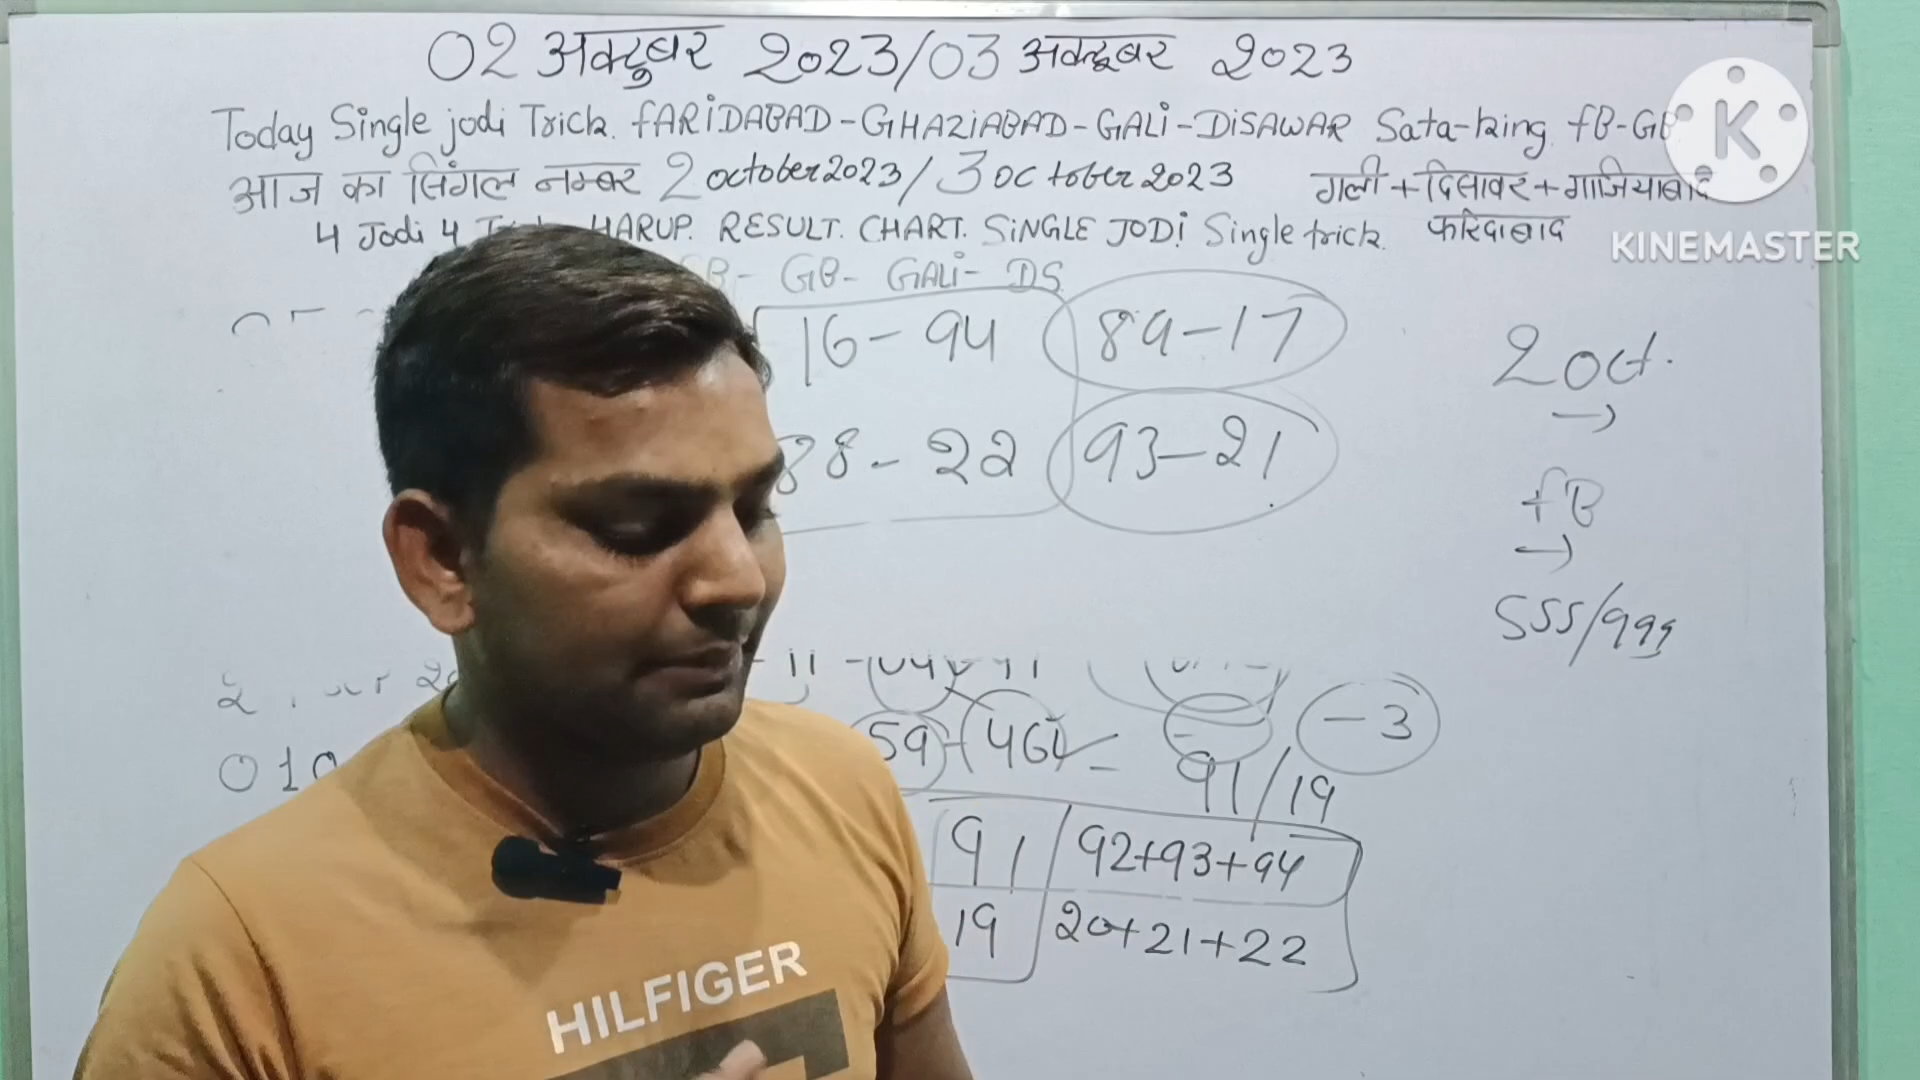 02 अक्टुबर 2023/03 अक्टूबर 2023
Today Single jodi Trick. fARiDABAD-GHAZiABAD-GALi-DiSAWAR Sata-king fB-GB
आज का सिंगल नम्बर 2 october 2023/3 october 2023 गली+दिसावर+गाजियाबाद
4 Jodi 4 HARUP. RESULT. CHART. SiNGLE JODi Single trick. फरिदाबाद
K
KINEMASTER
GB- GALi- DS
16-94 89-17
88-22 93-21
2 oct.
fB
555/999
11
59 464 = 91/19
-3
010
91 92+93+94
19 20+21+22
HILFIGER